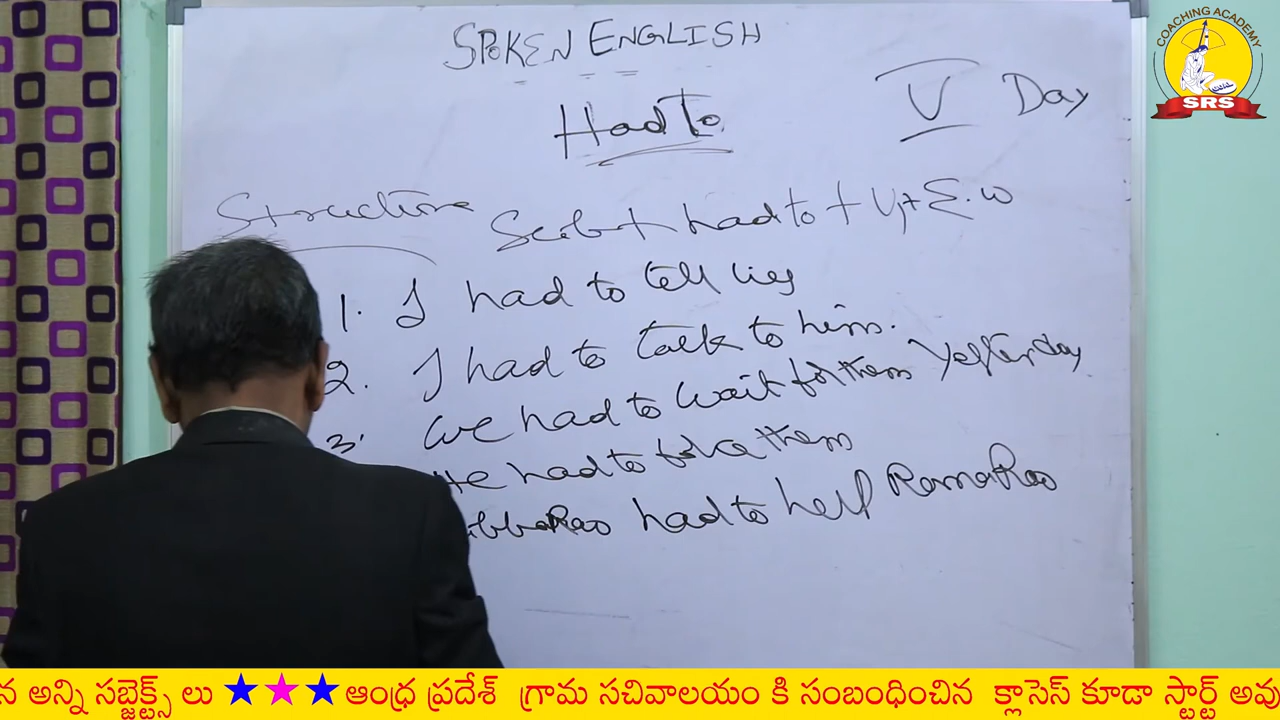 SPOKEN ENGLISH
Had To
V Day
COACHING ACADEMY
SRS
Structure Subt + had to + V1 + E.W
1. I had to tell lies
2. I had to talk to him.
3. We had to wait for them Yesterday
He had to them
ubbaRao had to help RamaRao
న అన్ని సబ్జెక్ట్స్ లు ★★★ ఆంధ్ర ప్రదేశ్ గ్రామ సచివాలయం కి సంబంధించిన క్లాసెస్ కూడా స్టార్ట్ అవు